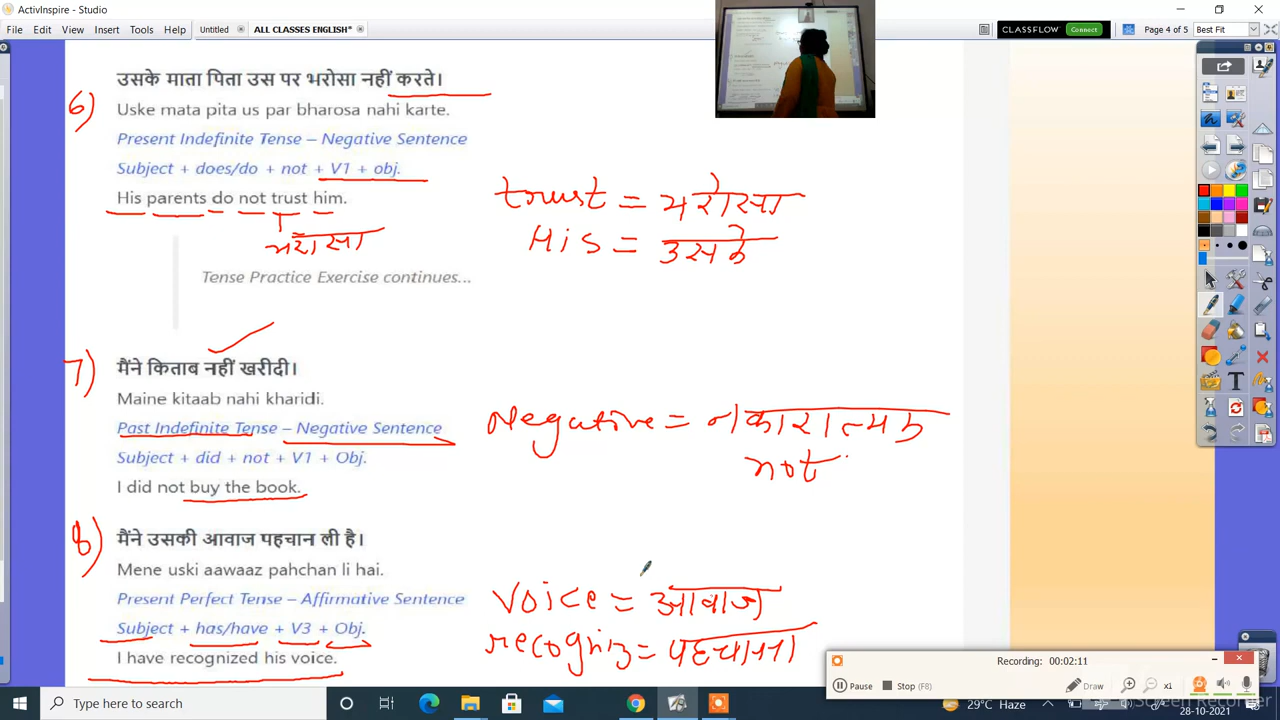 ActivInspire - Studio
File Edit View Insert Tools Help Untitled ALL CLASSES ENGLISH* CLASSFLOW Connect Page 4 of 5 Best Fit
उसके माता पिता उस पर भरोसा नहीं करते।
6) Uske mata pita us par bharosa nahi karte.
Present Indefinite Tense – Negative Sentence
Subject + does/do + not + V1 + obj.
His parents do not trust him.
भरोसा
trust = भरोसा
His = उसके
Tense Practice Exercise continues...
7) मैंने किताब नहीं खरीदी।
Maine kitaab nahi kharidi.
Past Indefinite Tense – Negative Sentence
Subject + did + not + V1 + Obj.
I did not buy the book.
Negative = नकारात्मक
not
8) मैंने उसकी आवाज पहचान ली है।
Mene uski aawaaz pahchan li hai.
Present Perfect Tense – Affirmative Sentence
Subject + has/have + V3 + Obj.
I have recognized his voice.
Voice = आवाज
recogniz = पहचानना
Recording: 00:02:11
Pause Stop (F8) Draw x1
RECORDED WITH
SCREENCAST-O-MATIC
Type here to search
29°C Haze
28-10-2021